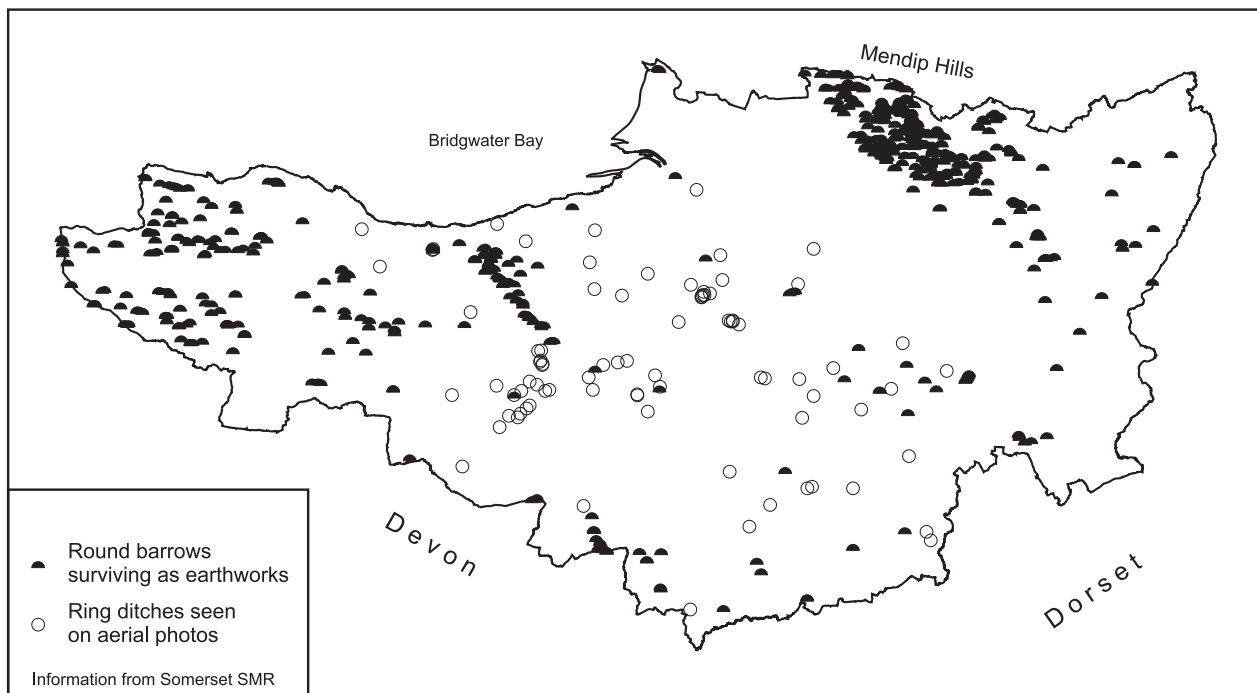 Mendip Hills
Bridgwater Bay
Devon
Dorset
Round barrows
surviving as earthworks
Ring ditches seen
on aerial photos
Information from Somerset SMR